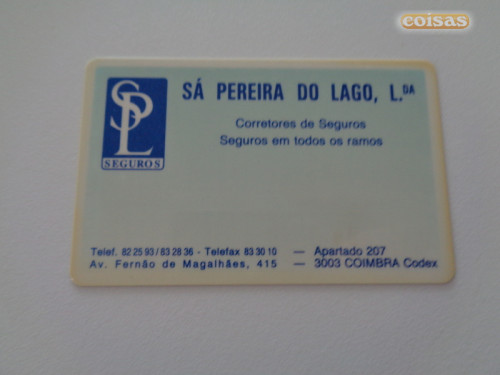 coisas
SPL
SEGUROS
SÁ PEREIRA DO LAGO, L.DA
Corretores de Seguros
Seguros em todos os ramos
Telef. 82 25 93 / 83 28 36 - Telefax 83 30 10 — Apartado 207
Av. Fernão de Magalhães, 415 — 3003 COIMBRA Codex